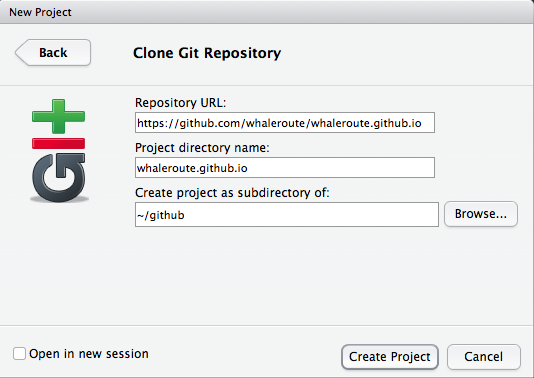 New Project
Back
Clone Git Repository
Repository URL:
https://github.com/whaleroute/whaleroute.github.io
Project directory name:
whaleroute.github.io
Create project as subdirectory of:
~/github
Browse...
Open in new session
Create Project
Cancel